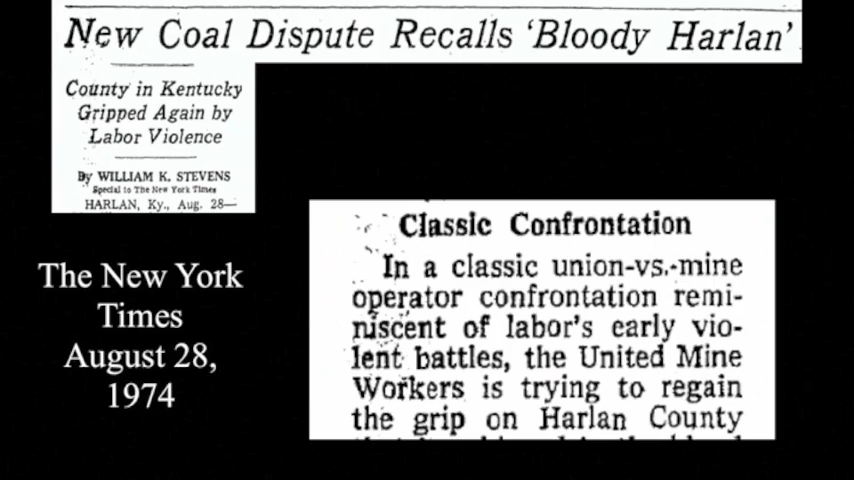 New Coal Dispute Recalls 'Bloody Harlan'
County in Kentucky
Gripped Again by
Labor Violence
By WILLIAM K. STEVENS
Special to The New York Times
HARLAN, Ky., Aug. 28—
The New York
Times
August 28,
1974
Classic Confrontation
In a classic union-vs.-mine
operator confrontation remi-
niscent of labor's early vio-
lent battles, the United Mine
Workers is trying to regain
the grip on Harlan County